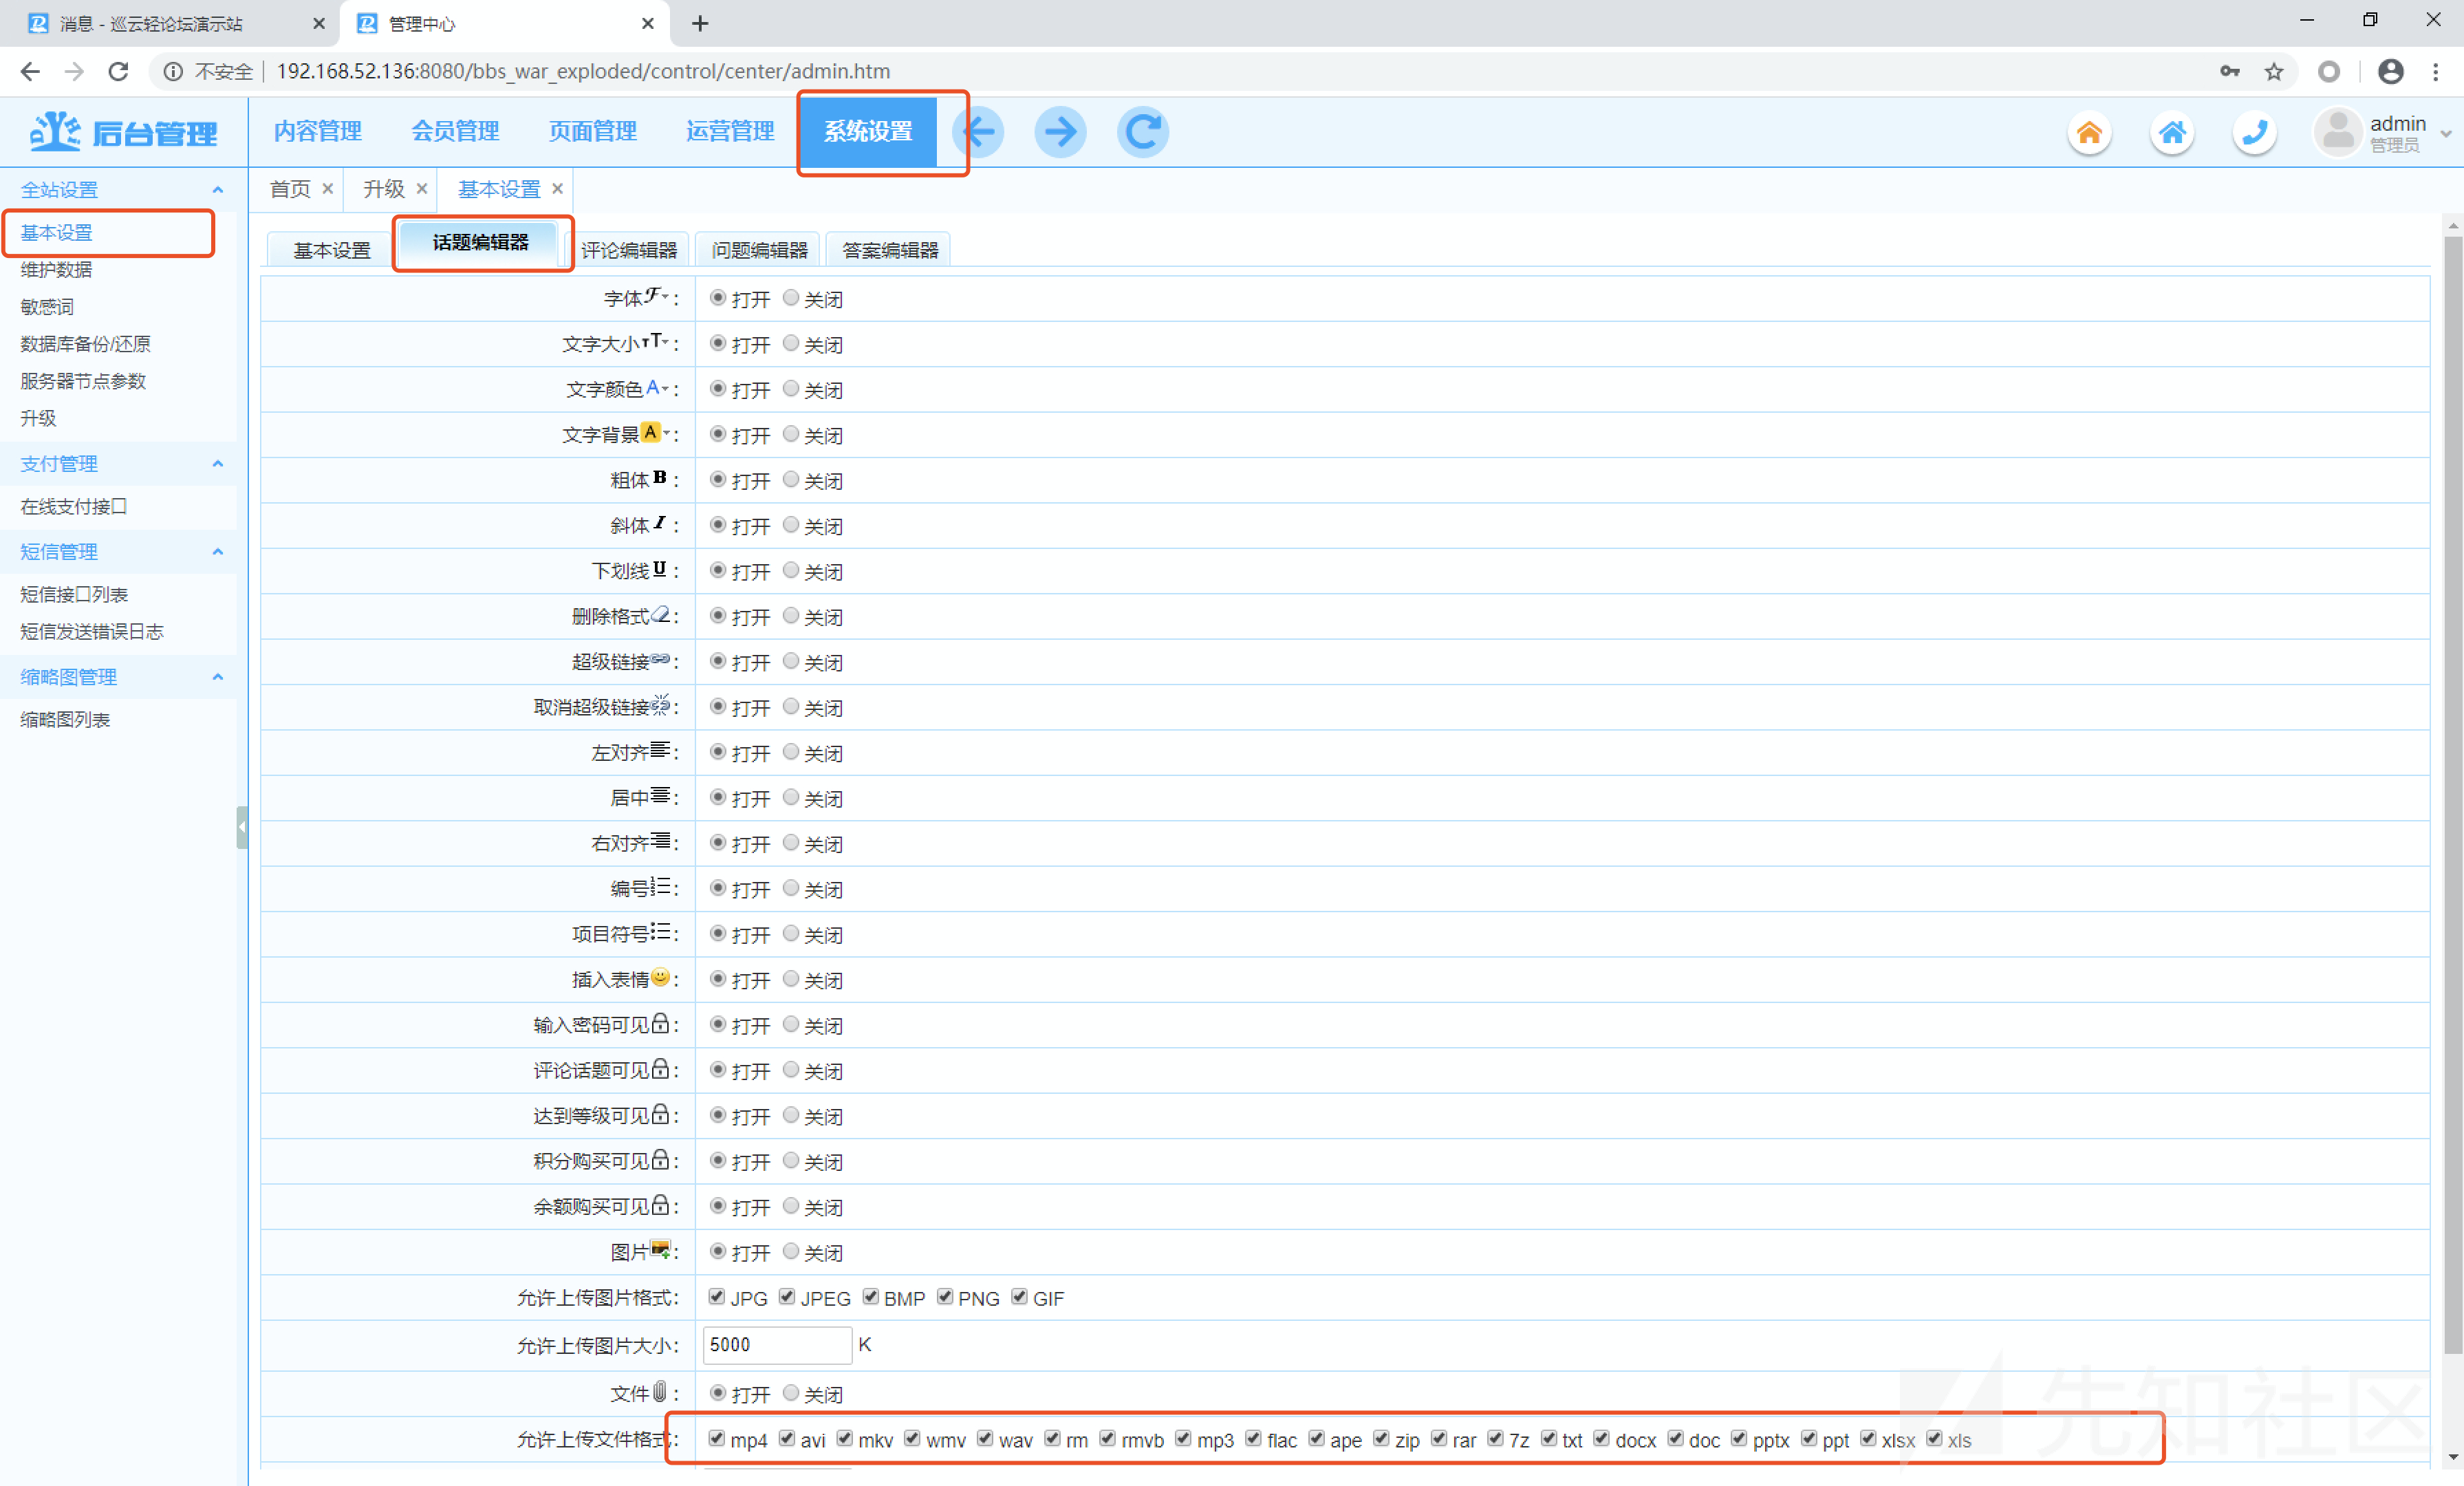 消息 - 巡云轻论坛演示站
管理中心
不安全 192.168.52.136:8080/bbs_war_exploded/control/center/admin.htm
DIYHE 后台管理
内容管理 会员管理 页面管理 运营管理 系统设置
admin
管理员
全站设置
基本设置
维护数据
敏感词
数据库备份/还原
服务器节点参数
升级
支付管理
在线支付接口
短信管理
短信接口列表
短信发送错误日志
缩略图管理
缩略图列表
首页 升级 基本设置
基本设置 话题编辑器 评论编辑器 问题编辑器 答案编辑器
字体: 打开 关闭
文字大小: 打开 关闭
文字颜色: 打开 关闭
文字背景: 打开 关闭
粗体B: 打开 关闭
斜体I: 打开 关闭
下划线U: 打开 关闭
删除格式: 打开 关闭
超级链接: 打开 关闭
取消超级链接: 打开 关闭
左对齐: 打开 关闭
居中: 打开 关闭
右对齐: 打开 关闭
编号: 打开 关闭
项目符号: 打开 关闭
插入表情: 打开 关闭
输入密码可见: 打开 关闭
评论话题可见: 打开 关闭
达到等级可见: 打开 关闭
积分购买可见: 打开 关闭
余额购买可见: 打开 关闭
图片: 打开 关闭
允许上传图片格式: JPG JPEG BMP PNG GIF
允许上传图片大小: 5000 K
文件: 打开 关闭
允许上传文件格式: mp4 avi mkv wmv wav rm rmvb mp3 flac ape zip rar 7z txt docx doc pptx ppt xlsx xls
先知社区